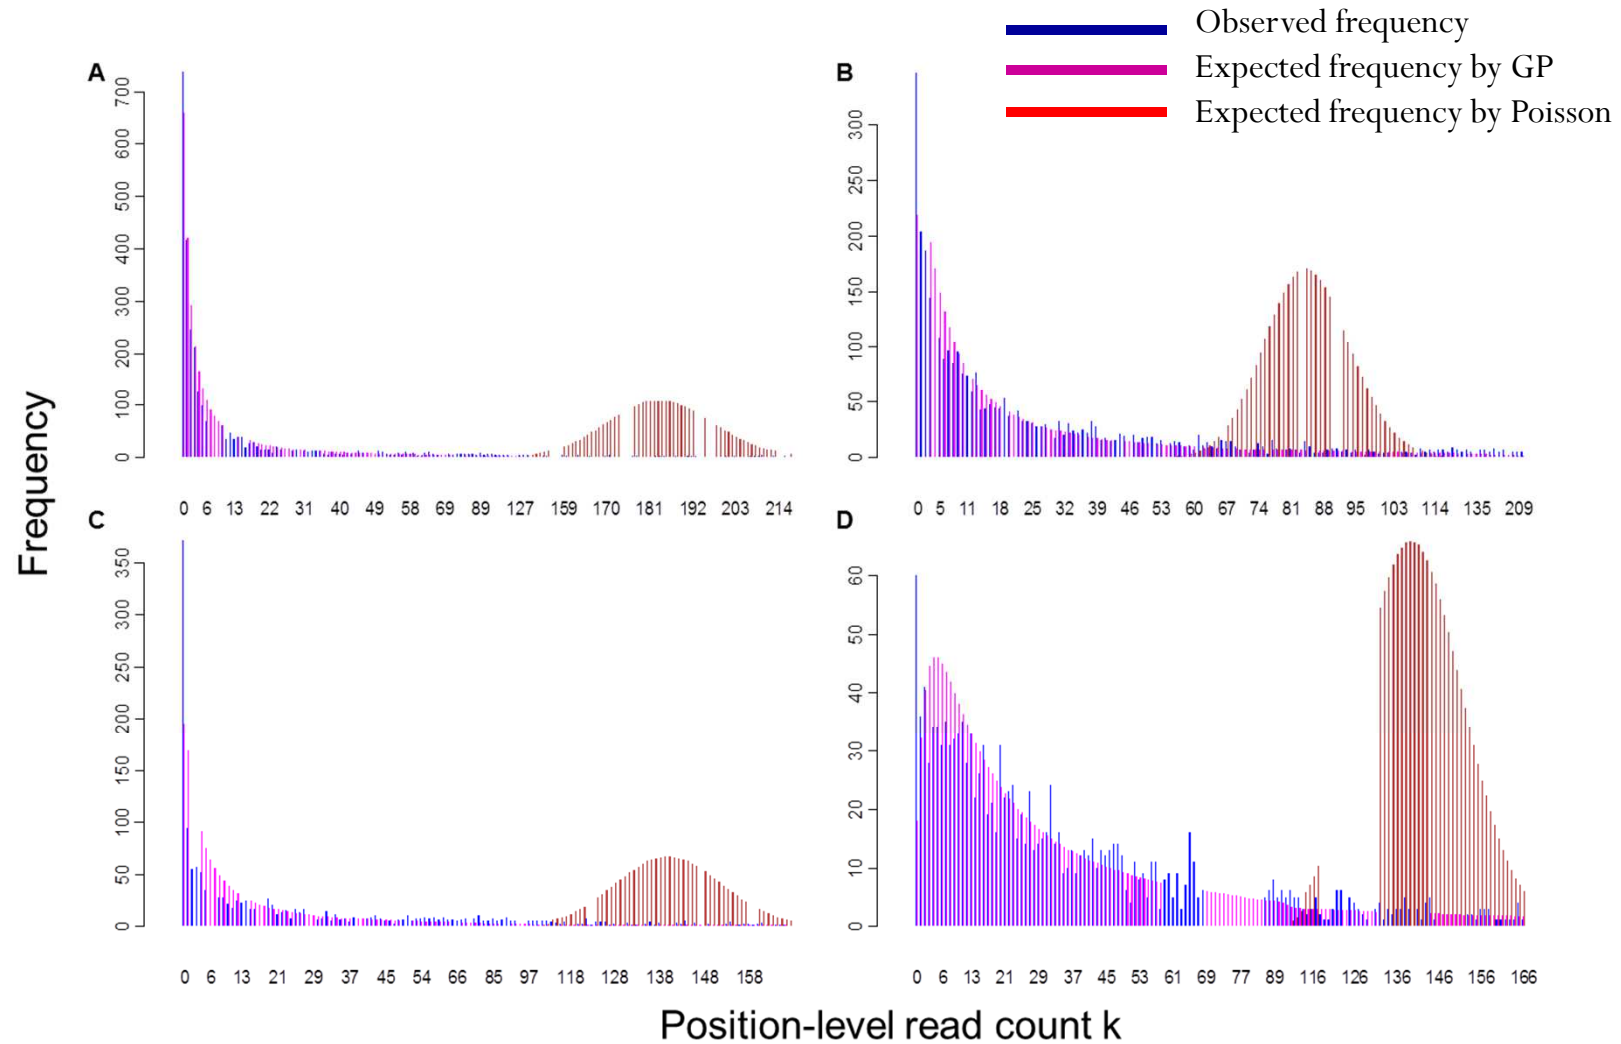 Observed frequency
Expected frequency by GP
Expected frequency by Poisson
Frequency
A
700
600
500
400
300
200
100
0
0 6 13 22 31 40 49 58 69 89 127 159 170 181 192 203 214
B
300
250
200
150
100
50
0
0 5 11 18 25 32 39 46 53 60 67 74 81 88 95 103 114 135 209
C
350
300
250
200
150
100
50
0
0 6 13 21 29 37 45 54 66 85 97 118 128 138 148 158
D
60
50
40
30
20
10
0
0 6 13 21 29 37 45 53 61 69 77 89 116 126 136 146 166
Position-level read count k